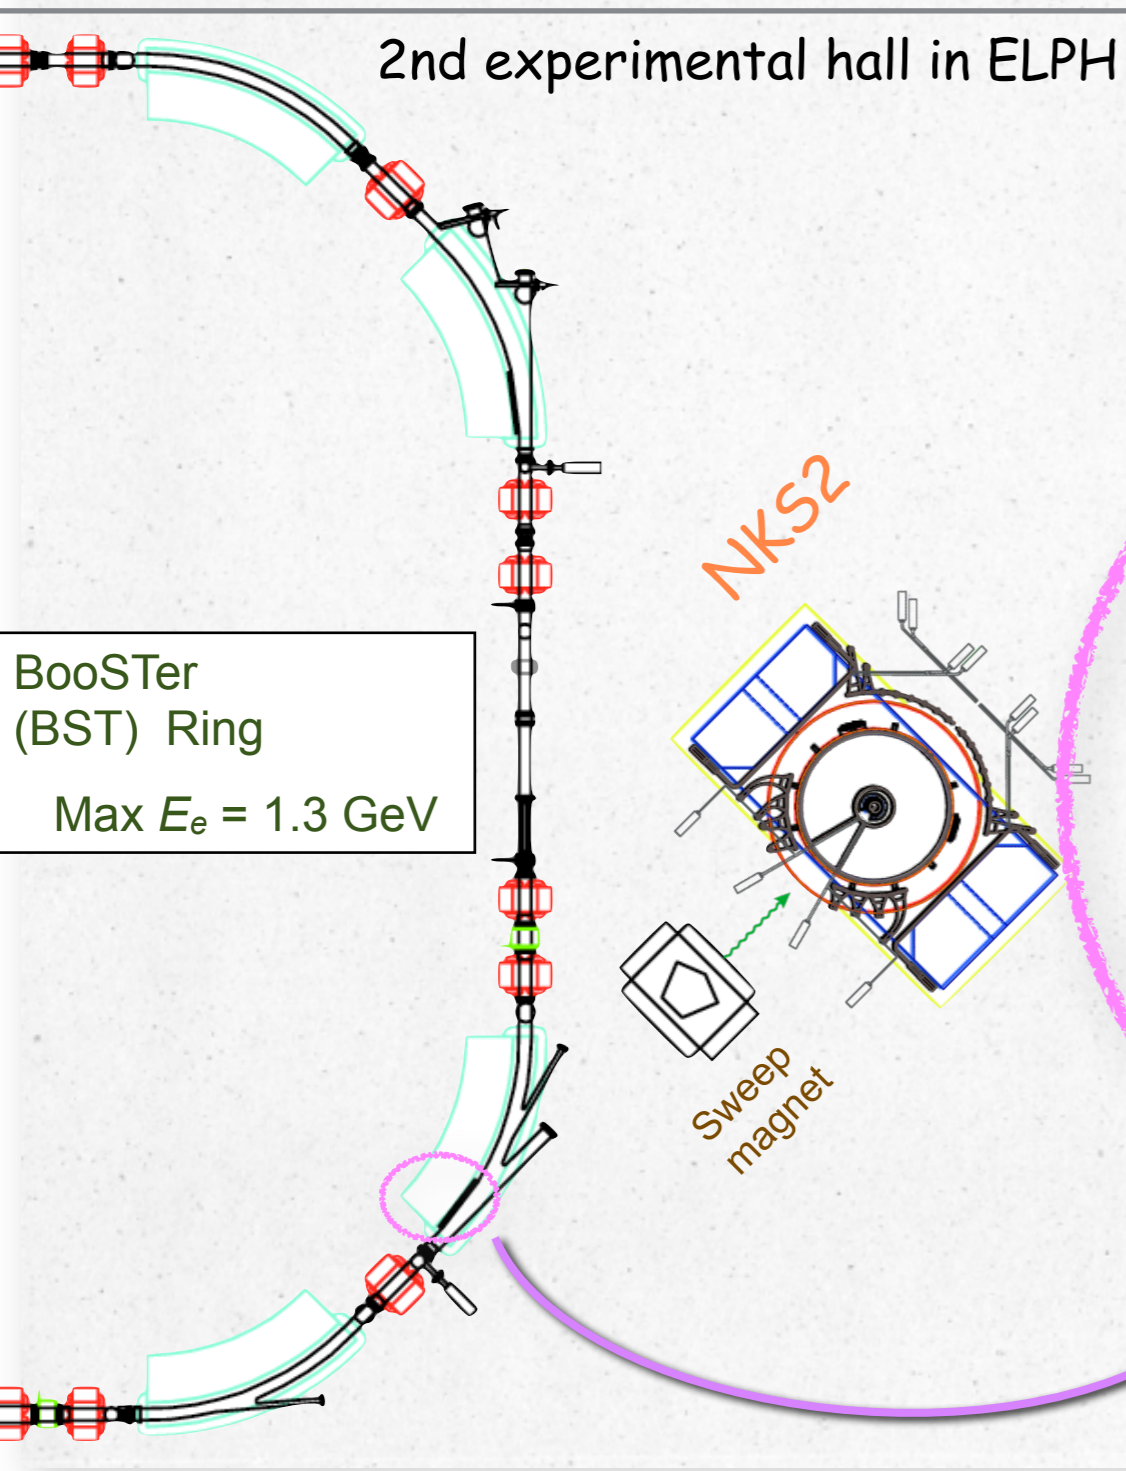 2nd experimental hall in ELPH
NKS2
BooSTer
(BST) Ring
Max Ee = 1.3 GeV
Sweep
magnet